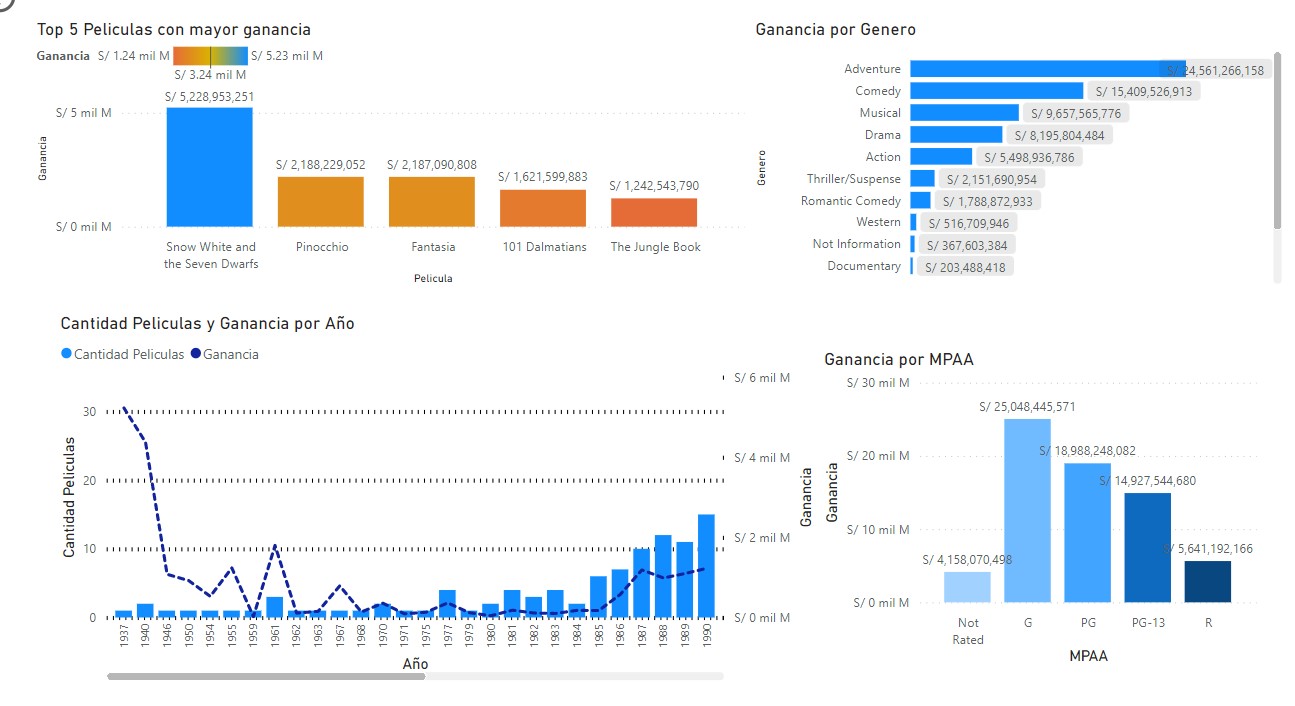 Top 5 Peliculas con mayor ganancia
Ganancia S/ 1.24 mil M S/ 5.23 mil M
S/ 3.24 mil M
S/ 5,228,953,251
S/ 5 mil M
S/ 2,188,229,052
S/ 2,187,090,808
S/ 1,621,599,883
S/ 1,242,543,790
Ganancia
S/ 0 mil M
Snow White and
the Seven Dwarfs
Pinocchio
Fantasia
101 Dalmatians
The Jungle Book
Pelicula
Ganancia por Genero
Genero
Adventure S/ 24,561,266,158
Comedy S/ 15,409,526,913
Musical S/ 9,657,565,776
Drama S/ 8,195,804,484
Action S/ 5,498,936,786
Thriller/Suspense S/ 2,151,690,954
Romantic Comedy S/ 1,788,872,933
Western S/ 516,709,946
Not Information S/ 367,603,384
Documentary S/ 203,488,418
Cantidad Peliculas y Ganancia por Año
Cantidad Peliculas Ganancia
Cantidad Peliculas
30
20
10
0
S/ 6 mil M
S/ 4 mil M
S/ 2 mil M
S/ 0 mil M
Ganancia
1937 1940 1946 1950 1954 1955 1959 1961 1962 1963 1967 1968 1970 1971 1975 1977 1979 1980 1981 1982 1983 1984 1985 1986 1987 1988 1989 1990
Año
Ganancia por MPAA
Ganancia
S/ 30 mil M
S/ 20 mil M
S/ 10 mil M
S/ 0 mil M
S/ 4,158,070,498
S/ 25,048,445,571
S/ 18,988,248,082
S/ 14,927,544,680
S/ 5,641,192,166
Not
Rated
G
PG
PG-13
R
MPAA